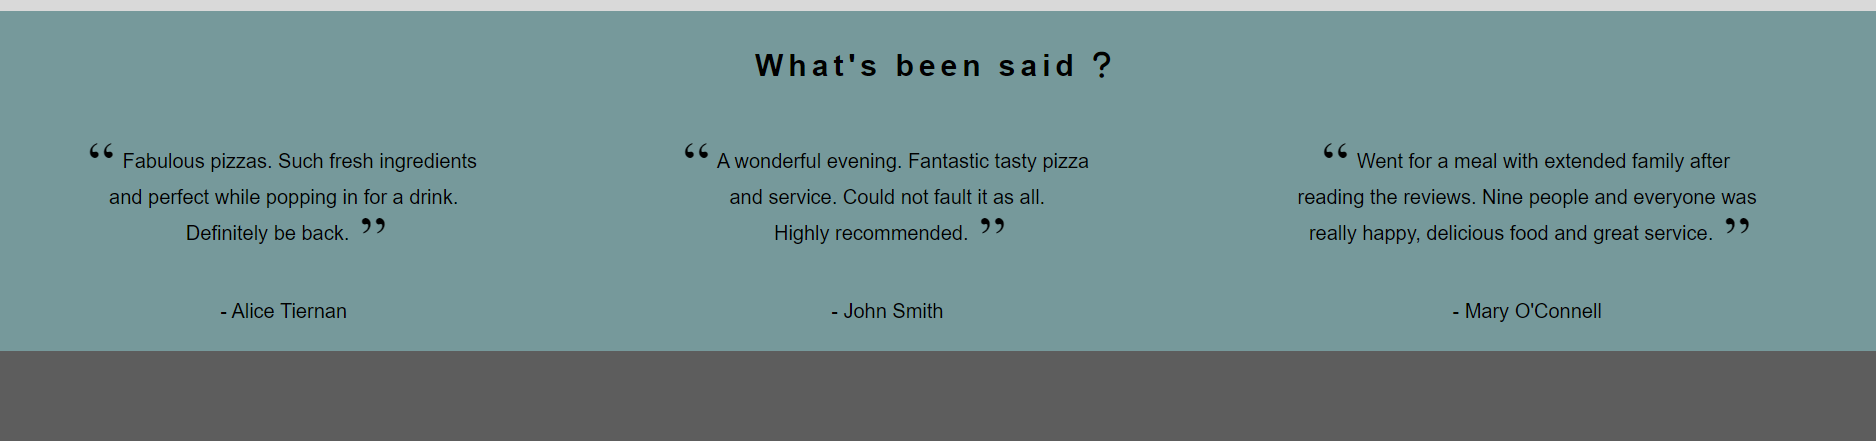 What's been said ?
“ Fabulous pizzas. Such fresh ingredients
and perfect while popping in for a drink.
Definitely be back. ”
- Alice Tiernan
“ A wonderful evening. Fantastic tasty pizza
and service. Could not fault it as all.
Highly recommended. ”
- John Smith
“ Went for a meal with extended family after
reading the reviews. Nine people and everyone was
really happy, delicious food and great service. ”
- Mary O'Connell